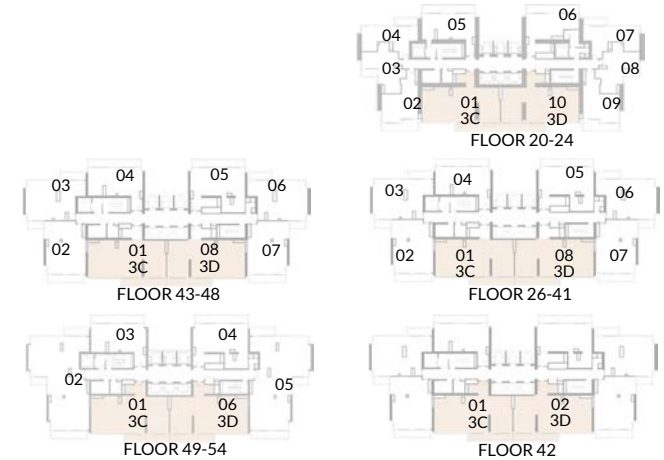 05 06
04 07
03 08
02 01 10 09
3C 3D
FLOOR 20-24
03 04 05 06
02 01 08 07
3C 3D
FLOOR 43-48
03 04 05 06
02 01 08 07
3C 3D
FLOOR 26-41
03 04
02 05
01 06
3C 3D
FLOOR 49-54
01 02
3C 3D
FLOOR 42